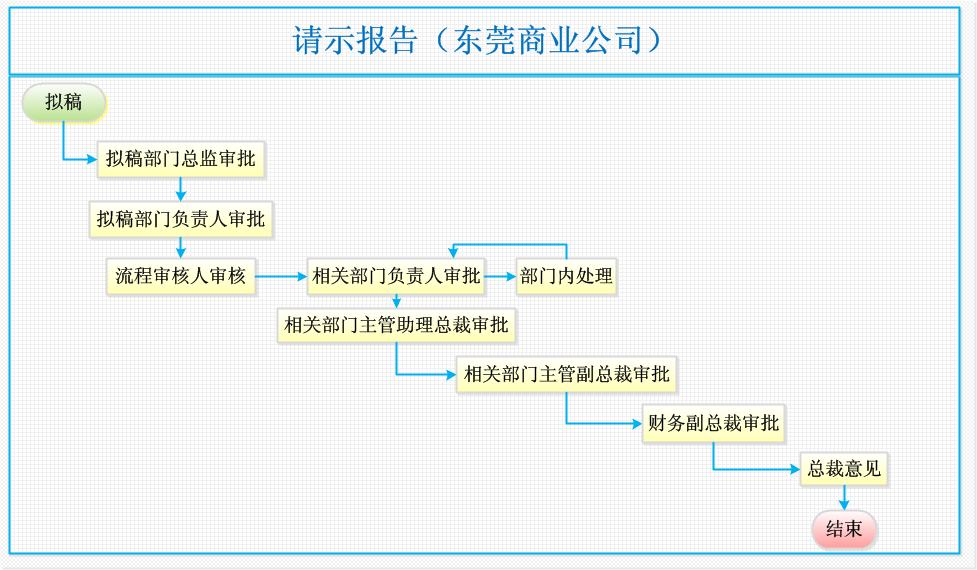 请示报告（东莞商业公司）
拟稿
拟稿部门总监审批
拟稿部门负责人审批
流程审核人审核
相关部门负责人审批
部门内处理
相关部门主管助理总裁审批
相关部门主管副总裁审批
财务副总裁审批
总裁意见
结束